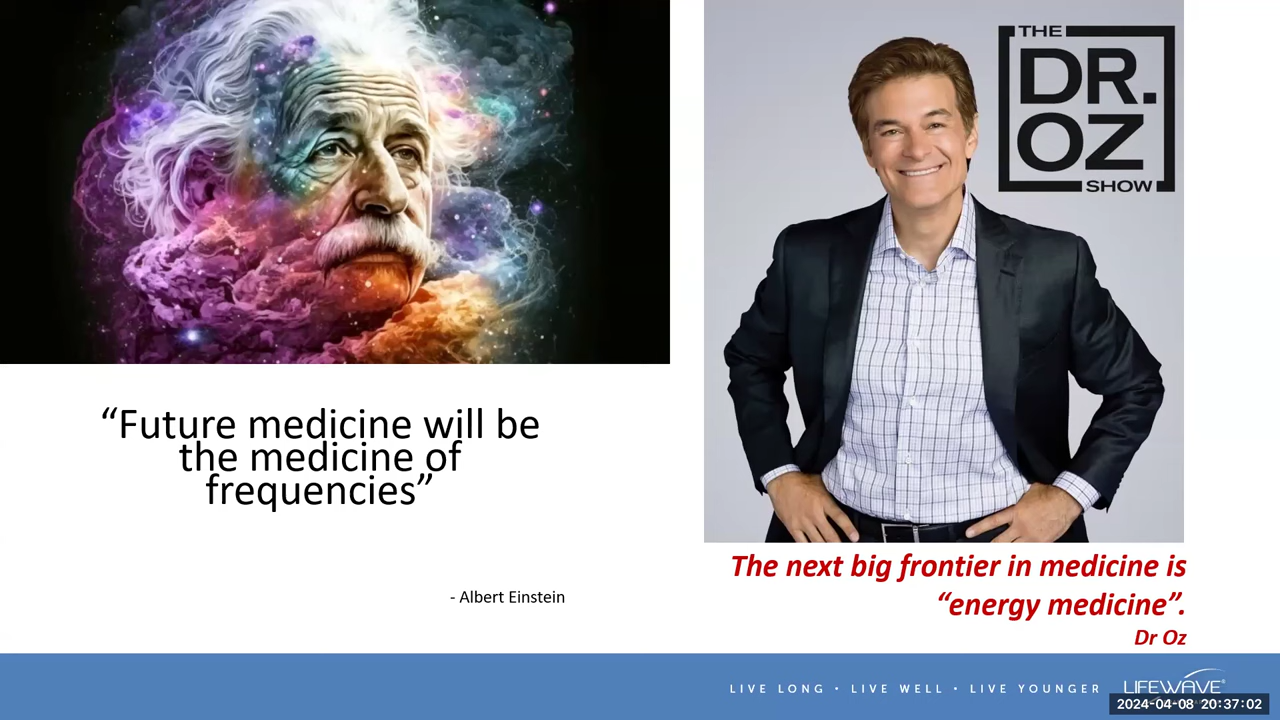 THE
DR.
OZ
SHOW
“Future medicine will be
the medicine of
frequencies”
- Albert Einstein
The next big frontier in medicine is
“energy medicine”.
Dr Oz
LIVE LONG • LIVE WELL • LIVE YOUNGER
LIFEWAVE®
2024-04-08 20:37:02